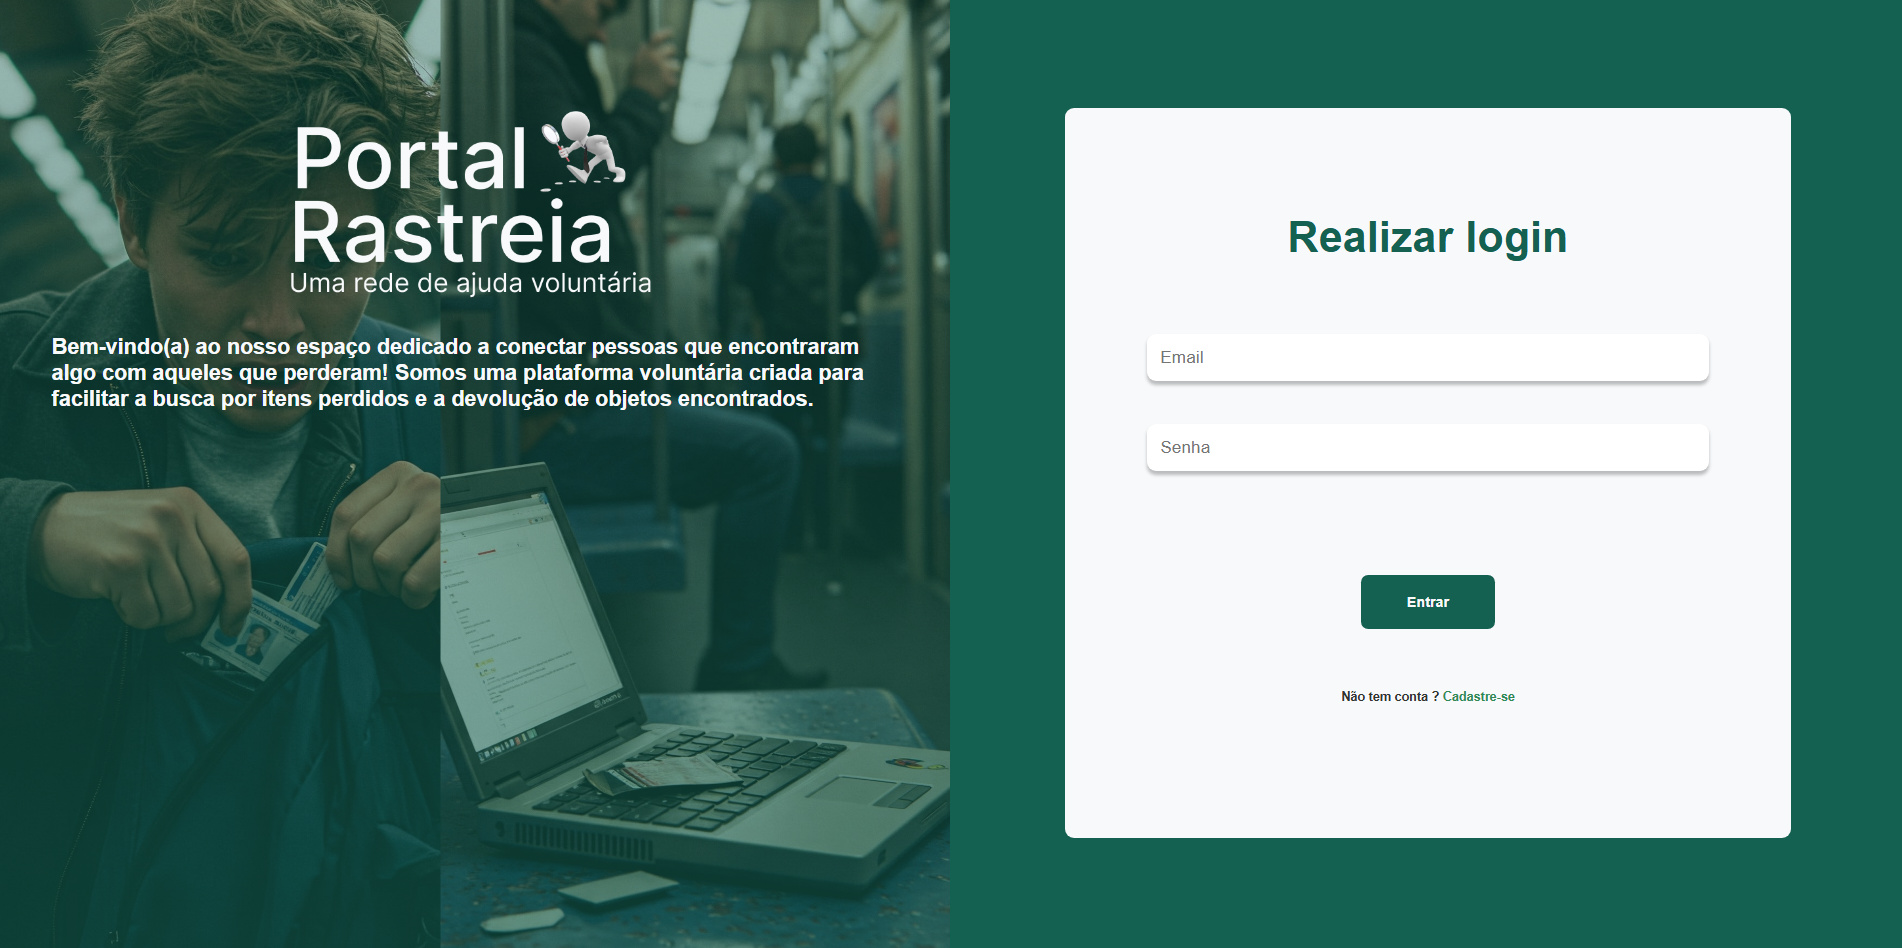 Portal
Rastreia
Uma rede de ajuda voluntária
Bem-vindo(a) ao nosso espaço dedicado a conectar pessoas que encontraram
algo com aqueles que perderam! Somos uma plataforma voluntária criada para
facilitar a busca por itens perdidos e a devolução de objetos encontrados.
Realizar login
Email
Senha
Entrar
Não tem conta ? Cadastre-se